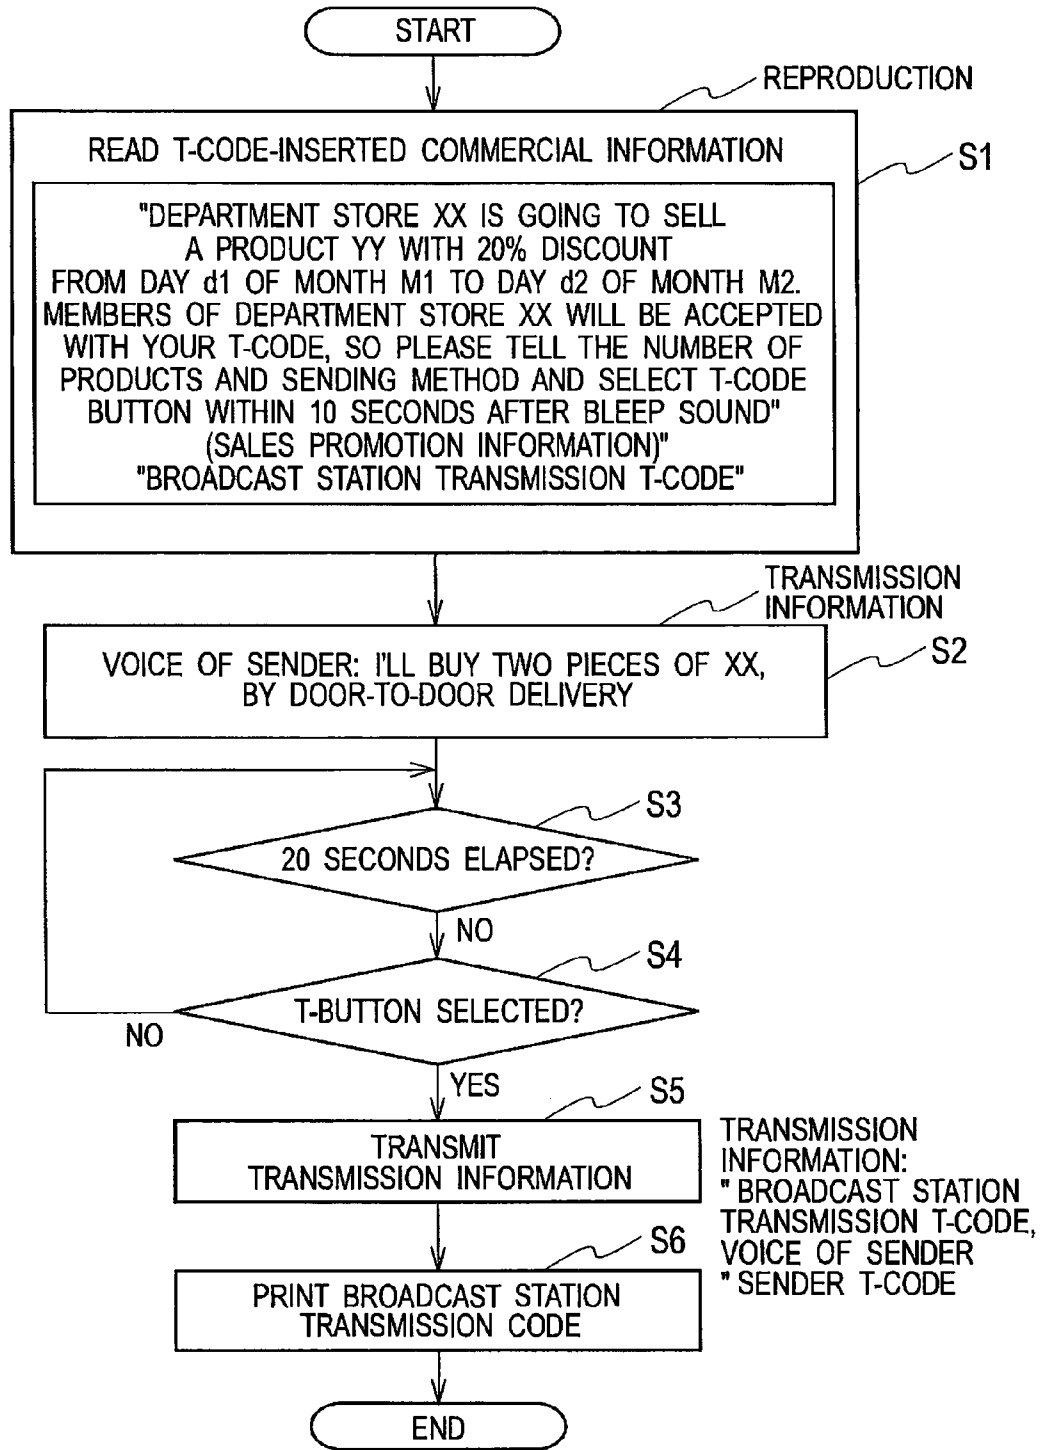 START
REPRODUCTION
READ T-CODE-INSERTED COMMERCIAL INFORMATION
S1
"DEPARTMENT STORE XX IS GOING TO SELL
A PRODUCT YY WITH 20% DISCOUNT
FROM DAY d1 OF MONTH M1 TO DAY d2 OF MONTH M2.
MEMBERS OF DEPARTMENT STORE XX WILL BE ACCEPTED
WITH YOUR T-CODE, SO PLEASE TELL THE NUMBER OF
PRODUCTS AND SENDING METHOD AND SELECT T-CODE
BUTTON WITHIN 10 SECONDS AFTER BLEEP SOUND"
(SALES PROMOTION INFORMATION)"
"BROADCAST STATION TRANSMISSION T-CODE"
TRANSMISSION
INFORMATION
S2
VOICE OF SENDER: I'LL BUY TWO PIECES OF XX,
BY DOOR-TO-DOOR DELIVERY
S3
20 SECONDS ELAPSED?
NO
S4
T-BUTTON SELECTED?
NO
YES
S5
TRANSMIT
TRANSMISSION INFORMATION
TRANSMISSION
INFORMATION:
"BROADCAST STATION
TRANSMISSION T-CODE,
VOICE OF SENDER
"SENDER T-CODE
S6
PRINT BROADCAST STATION
TRANSMISSION CODE
END